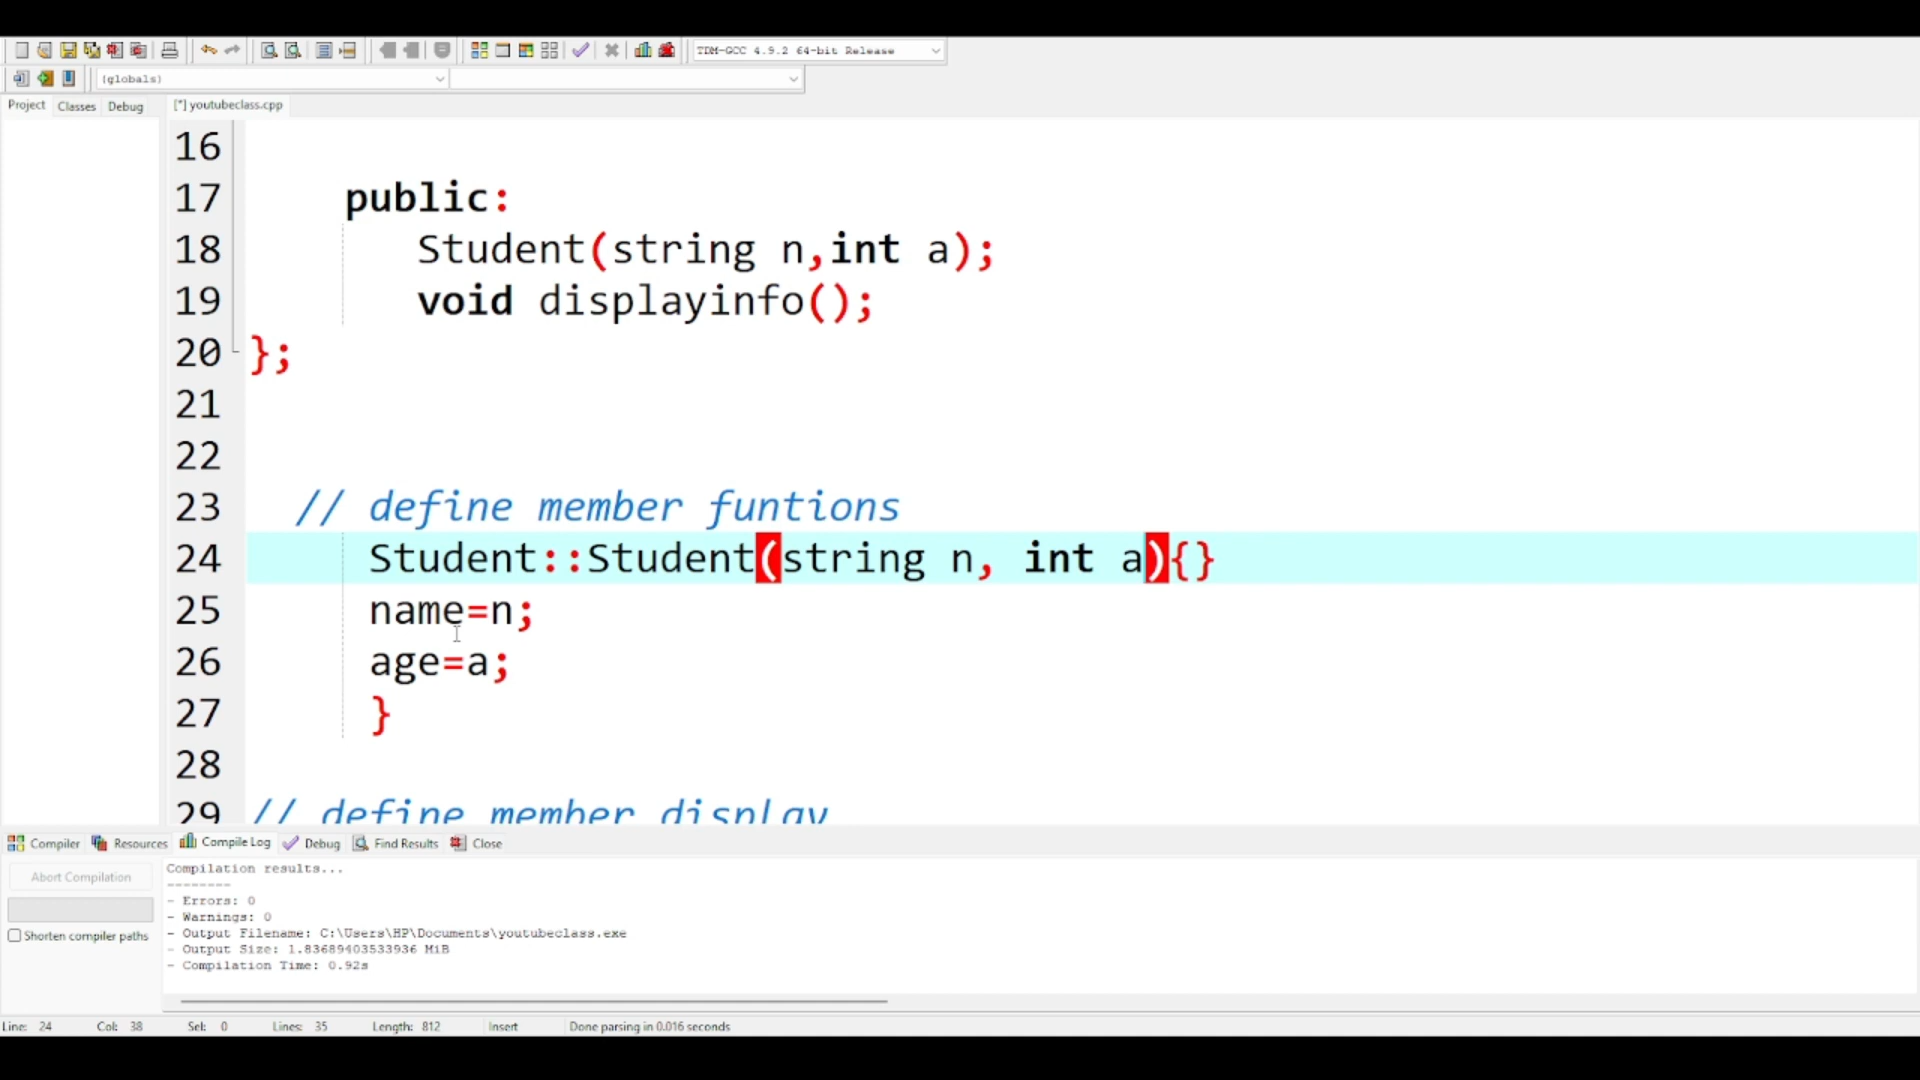 TDM-GCC 4.9.2 64-bit Release
(globals)
Project Classes Debug [*] youtubeclass.cpp
16
17 public:
18 Student(string n,int a);
19 void displayinfo();
20 };
21
22
23 // define member funtions
24 Student::Student(string n, int a){}
25 name=n;
26 age=a;
27 }
28
29 // define member display
Compiler Resources Compile Log Debug Find Results Close
Abort Compilation
Shorten compiler paths
Compilation results...
--------
- Errors: 0
- Warnings: 0
- Output Filename: C:\Users\HP\Documents\youtubeclass.exe
- Output Size: 1.83689403533936 MiB
- Compilation Time: 0.92s
Line: 24 Col: 38 Sel: 0 Lines: 35 Length: 812 Insert Done parsing in 0.016 seconds